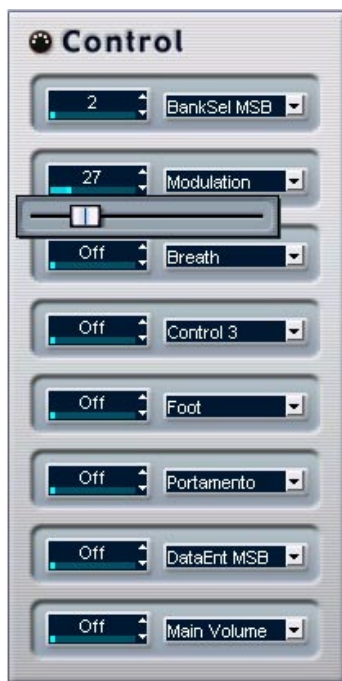 Control
2 BankSel MSB
27 Modulation
Off Breath
Off Control 3
Off Foot
Off Portamento
Off DataEnt MSB
Off Main Volume